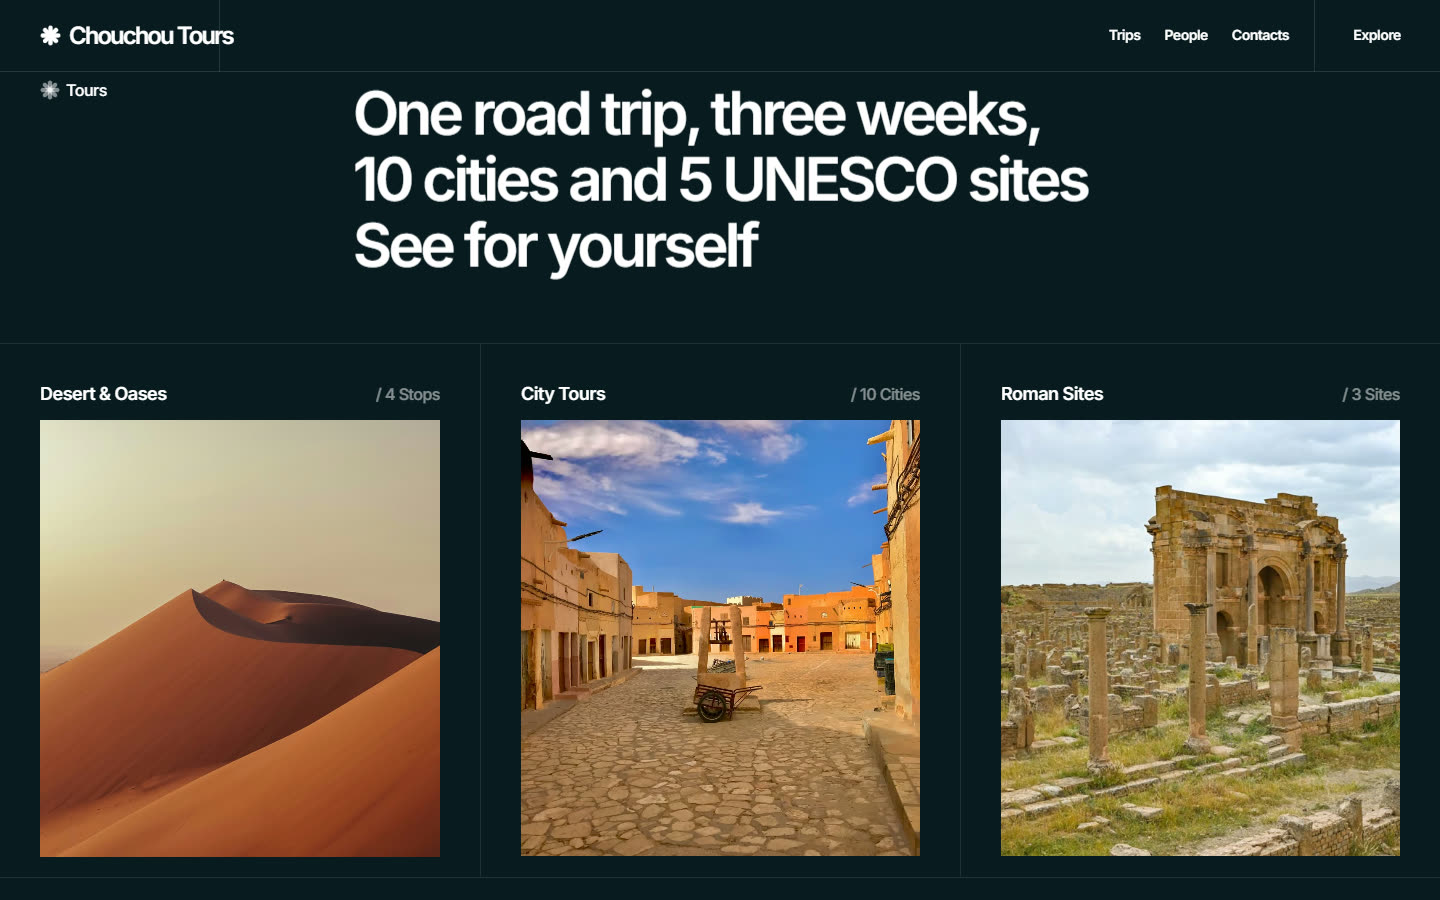 Chouchou Tours
Trips
People
Contacts
Explore
Tours
One road trip, three weeks,
10 cities and 5 UNESCO sites
See for yourself
Desert & Oases
/ 4 Stops
City Tours
/ 10 Cities
Roman Sites
/ 3 Sites